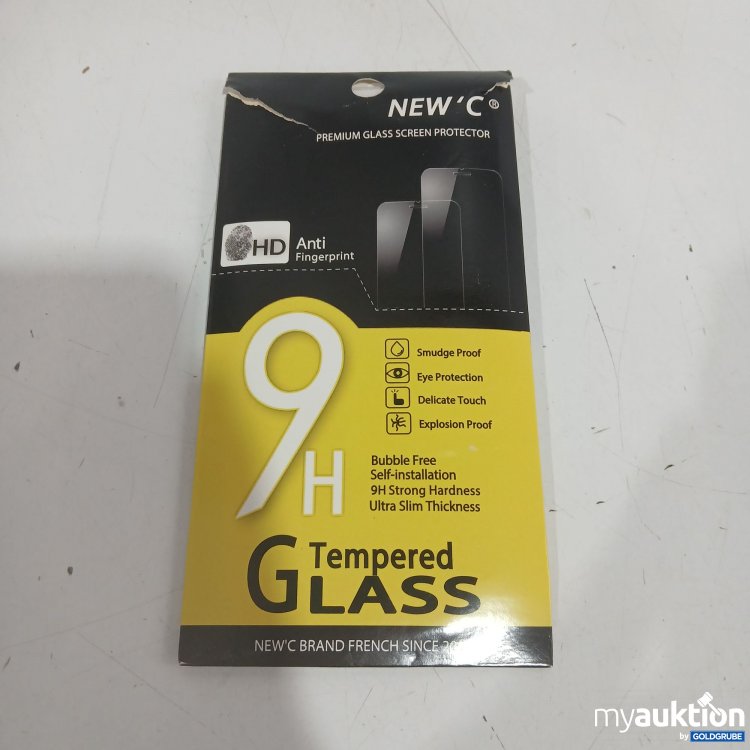 NEW 'C ®
PREMIUM GLASS SCREEN PROTECTOR
HD Anti
Fingerprint
9H
Smudge Proof
Eye Protection
Delicate Touch
Explosion Proof
Bubble Free
Self-installation
9H Strong Hardness
Ultra Slim Thickness
Tempered
GLASS
NEW'C BRAND FRENCH SINCE
myauktion
by GOLDGRUBE